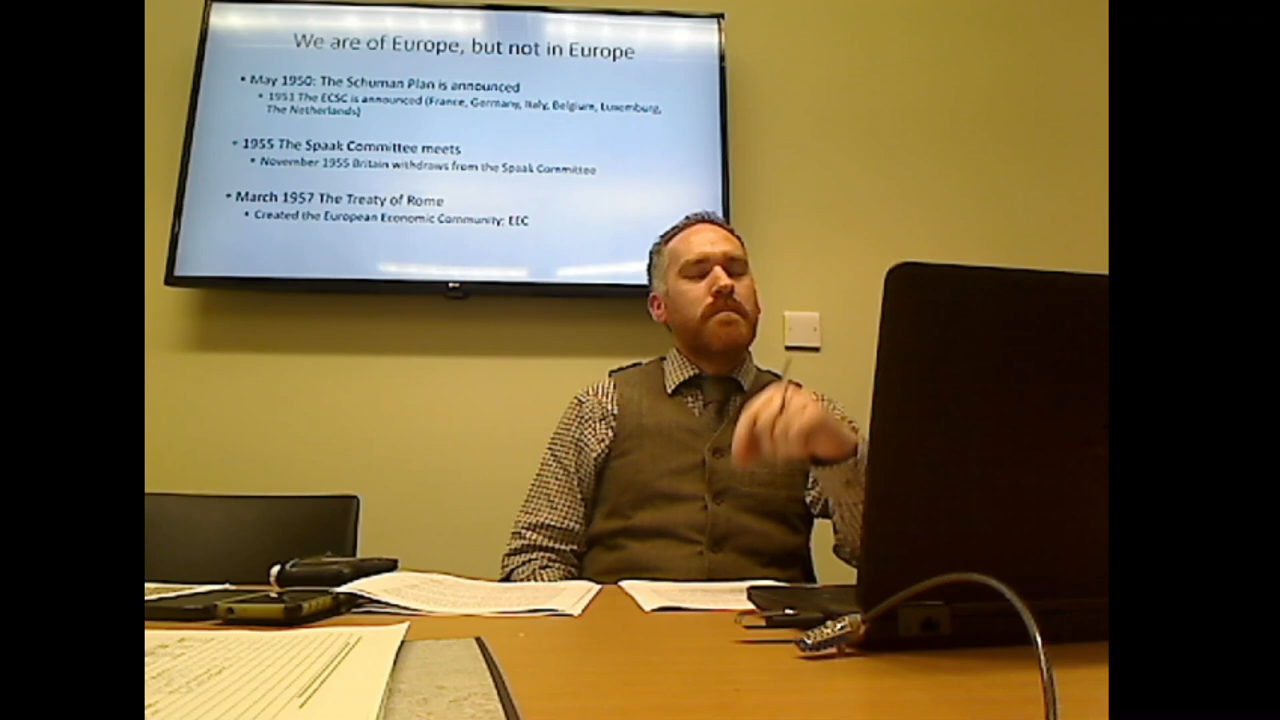 We are of Europe, but not in Europe
• May 1950: The Schuman Plan is announced
• 1951 The ECSC is announced (France, Germany, Italy, Belgium, Luxemburg,
The Netherlands)
• 1955 The Spaak Committee meets
• November 1955 Britain withdraws from the Spaak Committee
• March 1957 The Treaty of Rome
• Created the European Economic Community: EEC